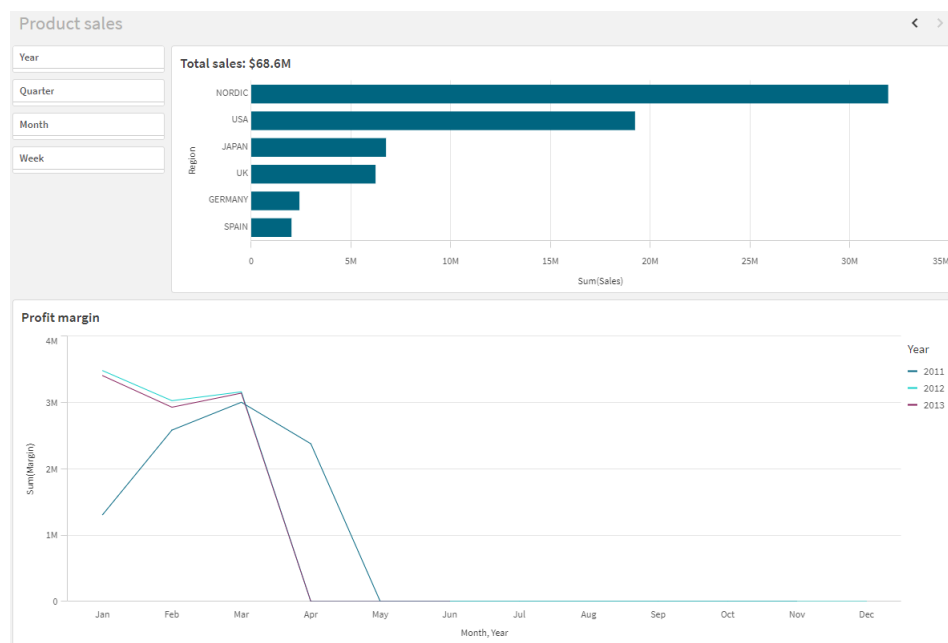 Product sales
Year
Quarter
Month
Week
Total sales: $68.6M
Region
NORDIC
USA
JAPAN
UK
GERMANY
SPAIN
0 5M 10M 15M 20M 25M 30M 35M
Sum(Sales)
Profit margin
Sum(Margin)
4M
3M
2M
1M
0
Jan Feb Mar Apr May Jun Jul Aug Sep Oct Nov Dec
Month, Year
Year
2011
2012
2013